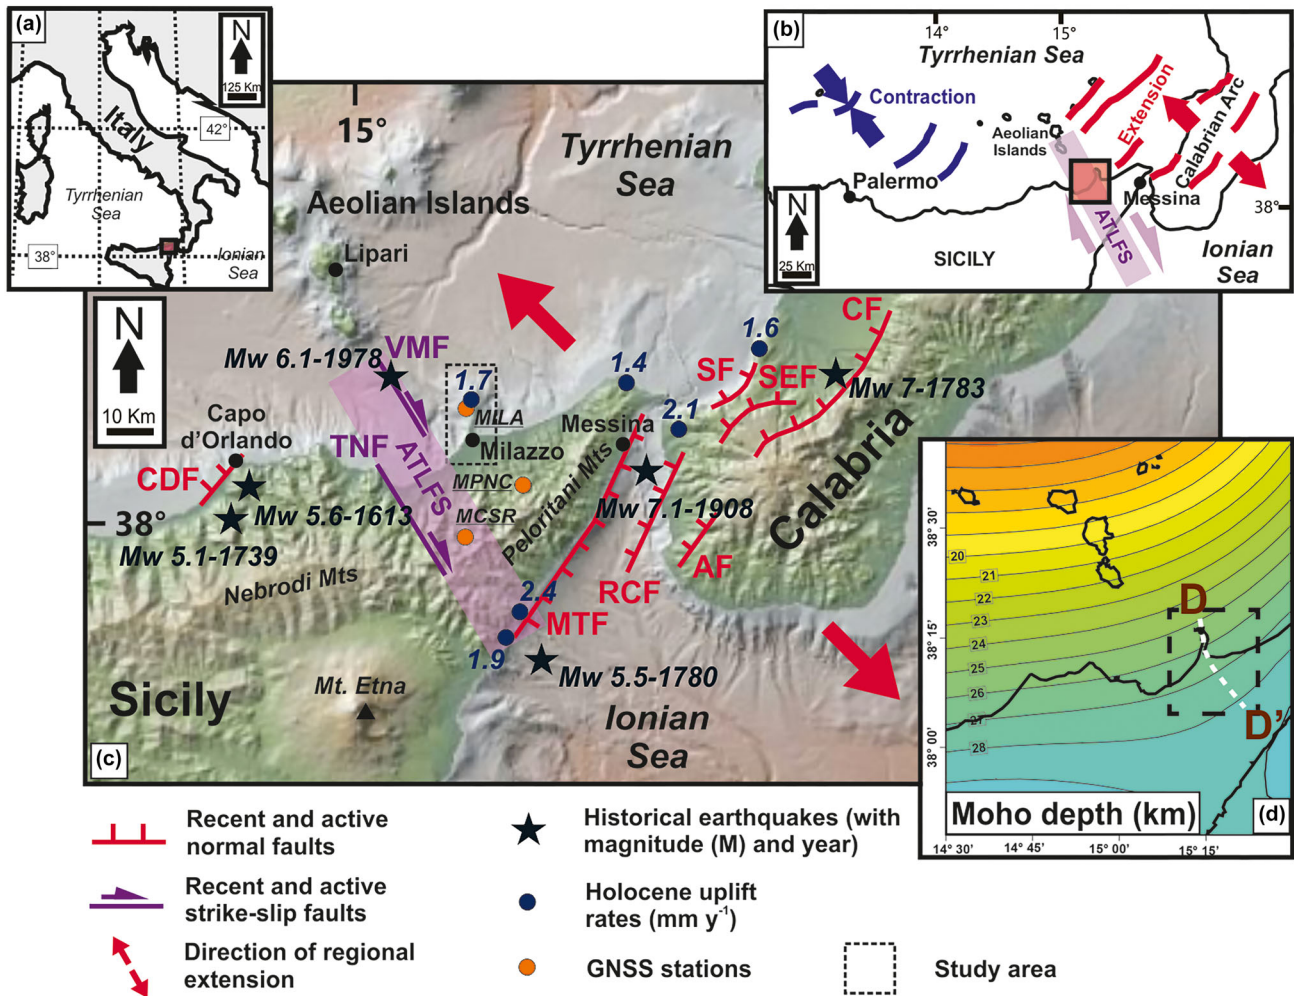 (a)
N
125 Km
42°
Italy
Tyrrhenian
Sea
38°
Ionian
Sea
(b)
14°
15°
Tyrrhenian Sea
Contraction
Extension
Calabrian Arc
Aeolian
Islands
Palermo
Messina
38°
N
25 Km
ATLFS
SICILY
Ionian
Sea
15°
Tyrrhenian
Sea
Aeolian Islands
Lipari
N
10 Km
Mw 6.1-1978
VMF
1.7
MILA
Milazzo
1.4
1.6
CF
SF
SEF
Mw 7-1783
2.1
Messina
Capo
d'Orlando
CDF
TNF
ATLFS
MPNC
MCSR
Peloritani Mts
Mw 7.1-1908
Calabria
38°
Mw 5.6-1613
Mw 5.1-1739
Nebrodi Mts
AF
RCF
2.4
MTF
1.9
Mw 5.5-1780
Sicily
Mt. Etna
Ionian
Sea
(c)
38° 30'
38° 15'
38° 00'
20
21
22
23
24
25
26
27
28
D
D'
Moho depth (km)
(d)
14° 30'
14° 45'
15° 00'
15° 15'
Recent and active
normal faults
Recent and active
strike-slip faults
Direction of regional
extension
Historical earthquakes (with
magnitude (M) and year)
Holocene uplift
rates (mm y⁻¹)
GNSS stations
Study area